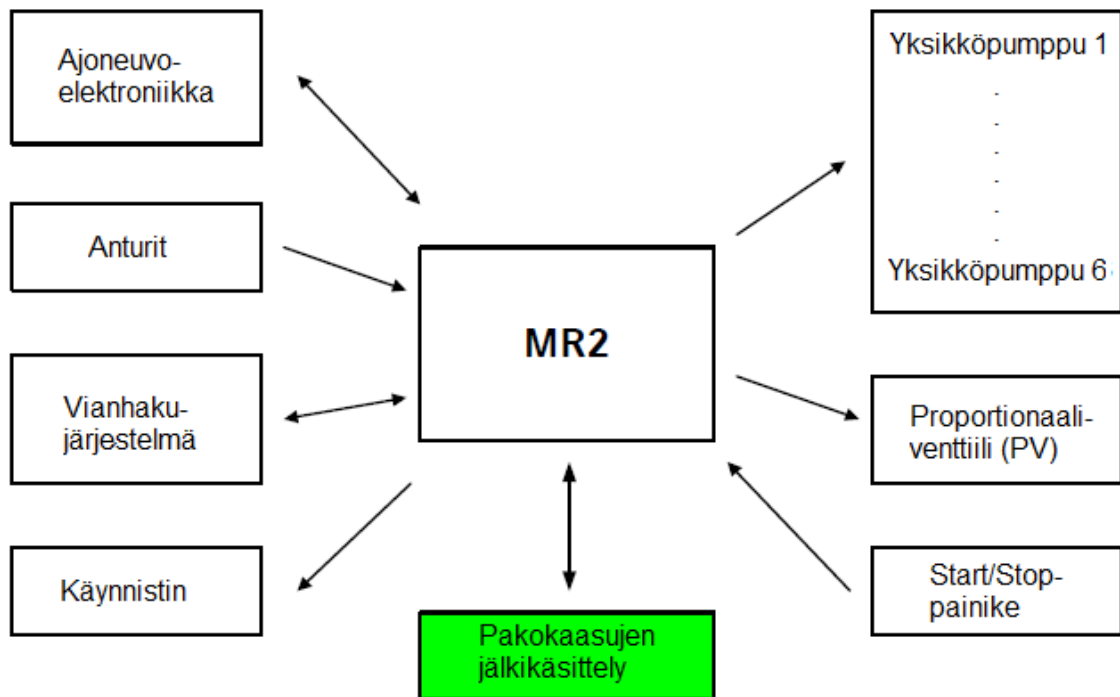 Ajoneuvo-
elektroniikka
Anturit
Vianhaku-
järjestelmä
Käynnistin
MR2
Pakokaasujen
jälkikäsittely
Yksikköpumppu 1
.
.
.
.
.
.
Yksikköpumppu 6
Proportionaali-
venttiili (PV)
Start/Stop-
painike